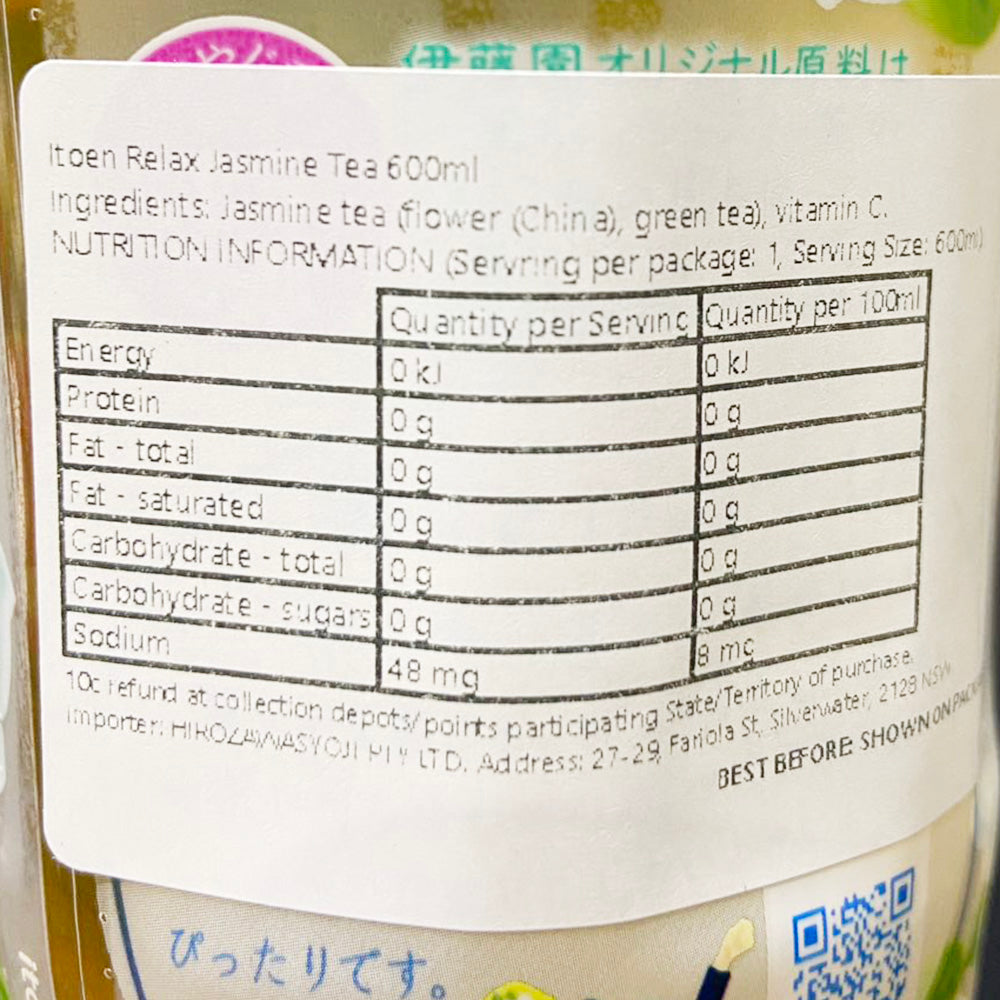 伊藤園オリジナル原料は
Itoen Relax Jasmine Tea 600ml
Ingredients: Jasmine tea (flower (China), green tea), vitamin C.
NUTRITION INFORMATION (Servring per package: 1, Serving Size: 600ml)
Quantity per Serving Quantity per 100ml
Energy 0 kJ 0 kJ
Protein 0 g 0 g
Fat - total 0 g 0 g
Fat - saturated 0 g 0 g
Carbohydrate - total 0 g 0 g
Carbohydrate - sugars 0 g 0 g
Sodium 48 mg 8 mg
10c refund at collection depots/points participating State/Territory of purchase.
Importer: HIROZAWASYOJI PTY LTD. Address: 27-29, Fariola St, Silverwater, 2128 NSW
BEST BEFORE: SHOWN ON PACK
ぴったりです。